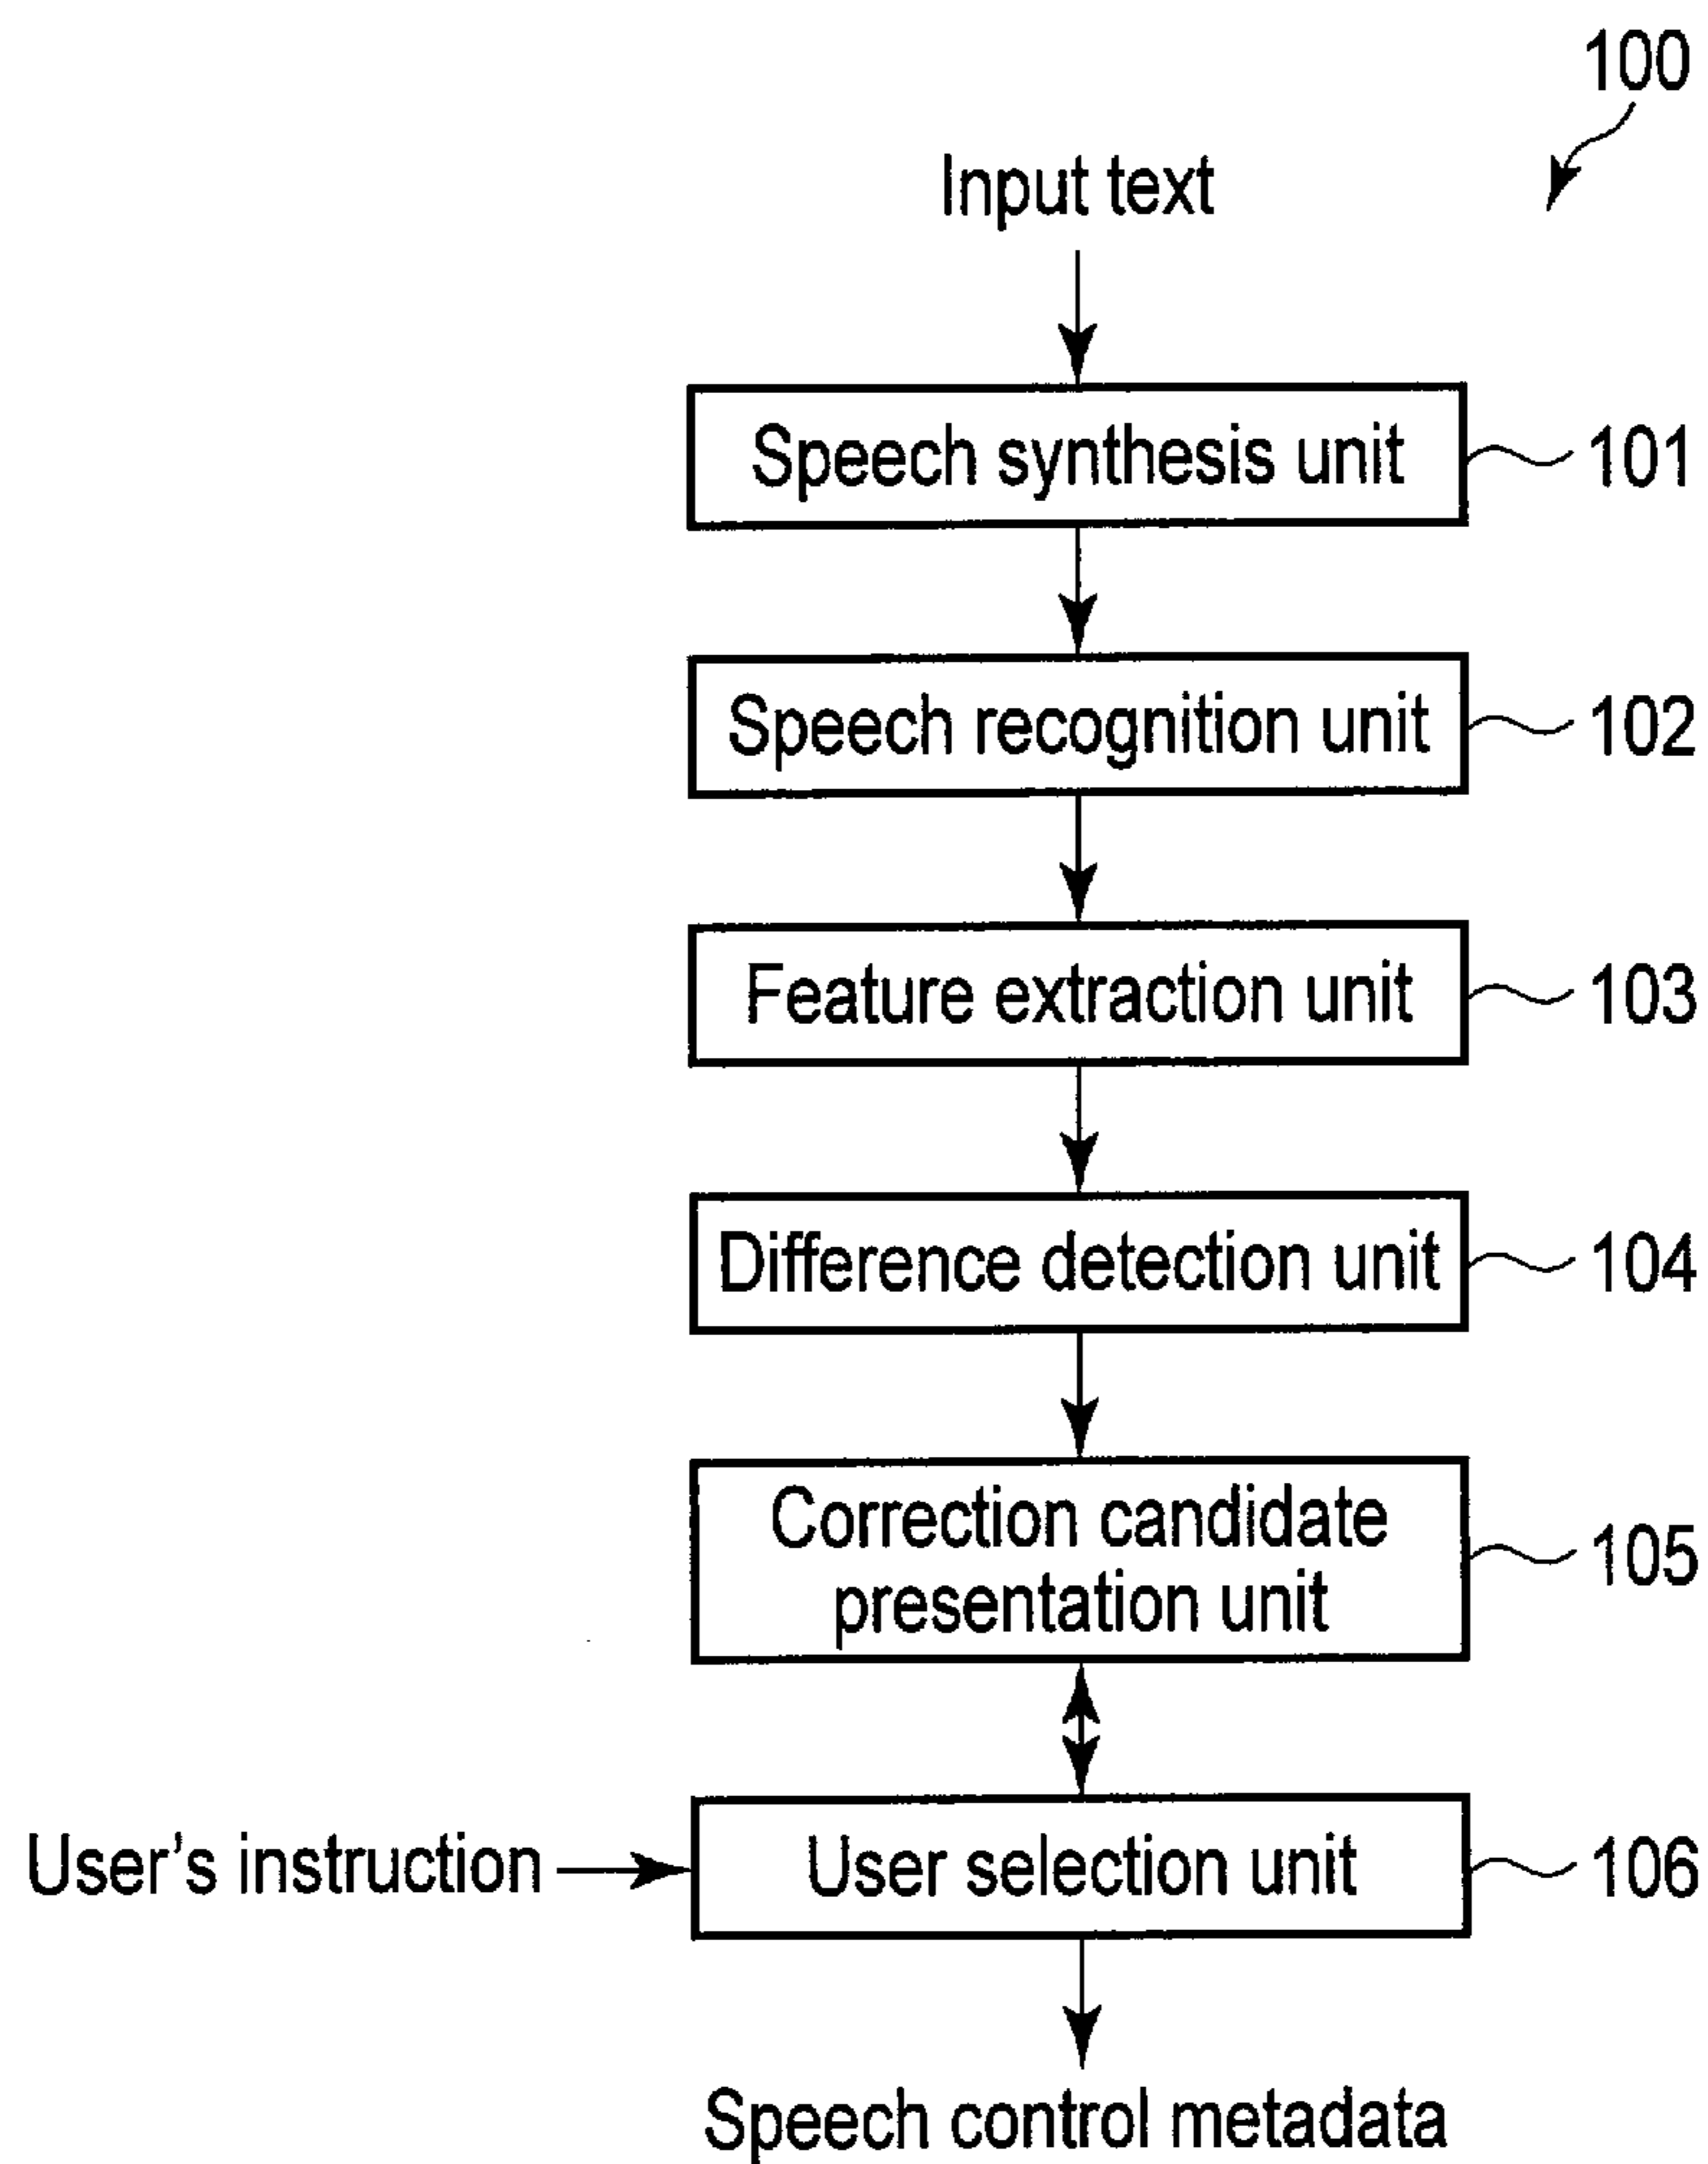 100
Input text
Speech synthesis unit 101
Speech recognition unit 102
Feature extraction unit 103
Difference detection unit 104
Correction candidate
presentation unit 105
User's instruction User selection unit 106
Speech control metadata